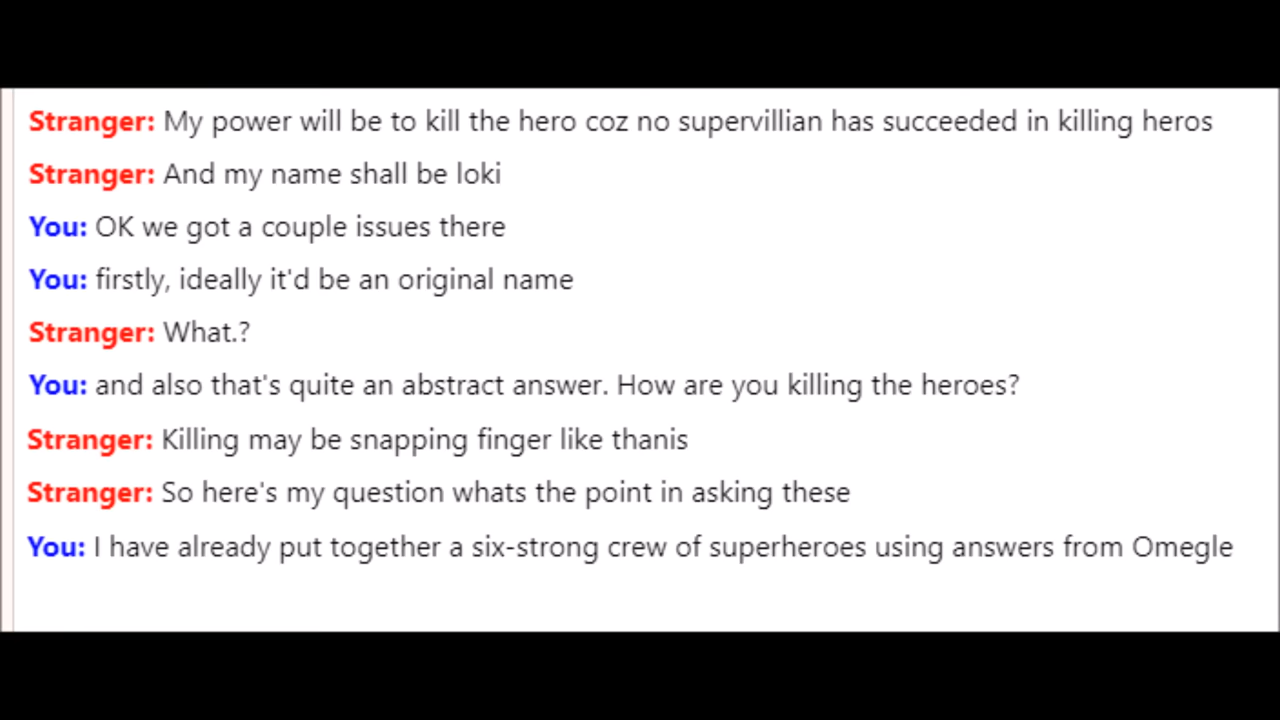 Stranger: My power will be to kill the hero coz no supervillian has succeeded in killing heros
Stranger: And my name shall be loki
You: OK we got a couple issues there
You: firstly, ideally it'd be an original name
Stranger: What.?
You: and also that's quite an abstract answer. How are you killing the heroes?
Stranger: Killing may be snapping finger like thanis
Stranger: So here's my question whats the point in asking these
You: I have already put together a six-strong crew of superheroes using answers from Omegle